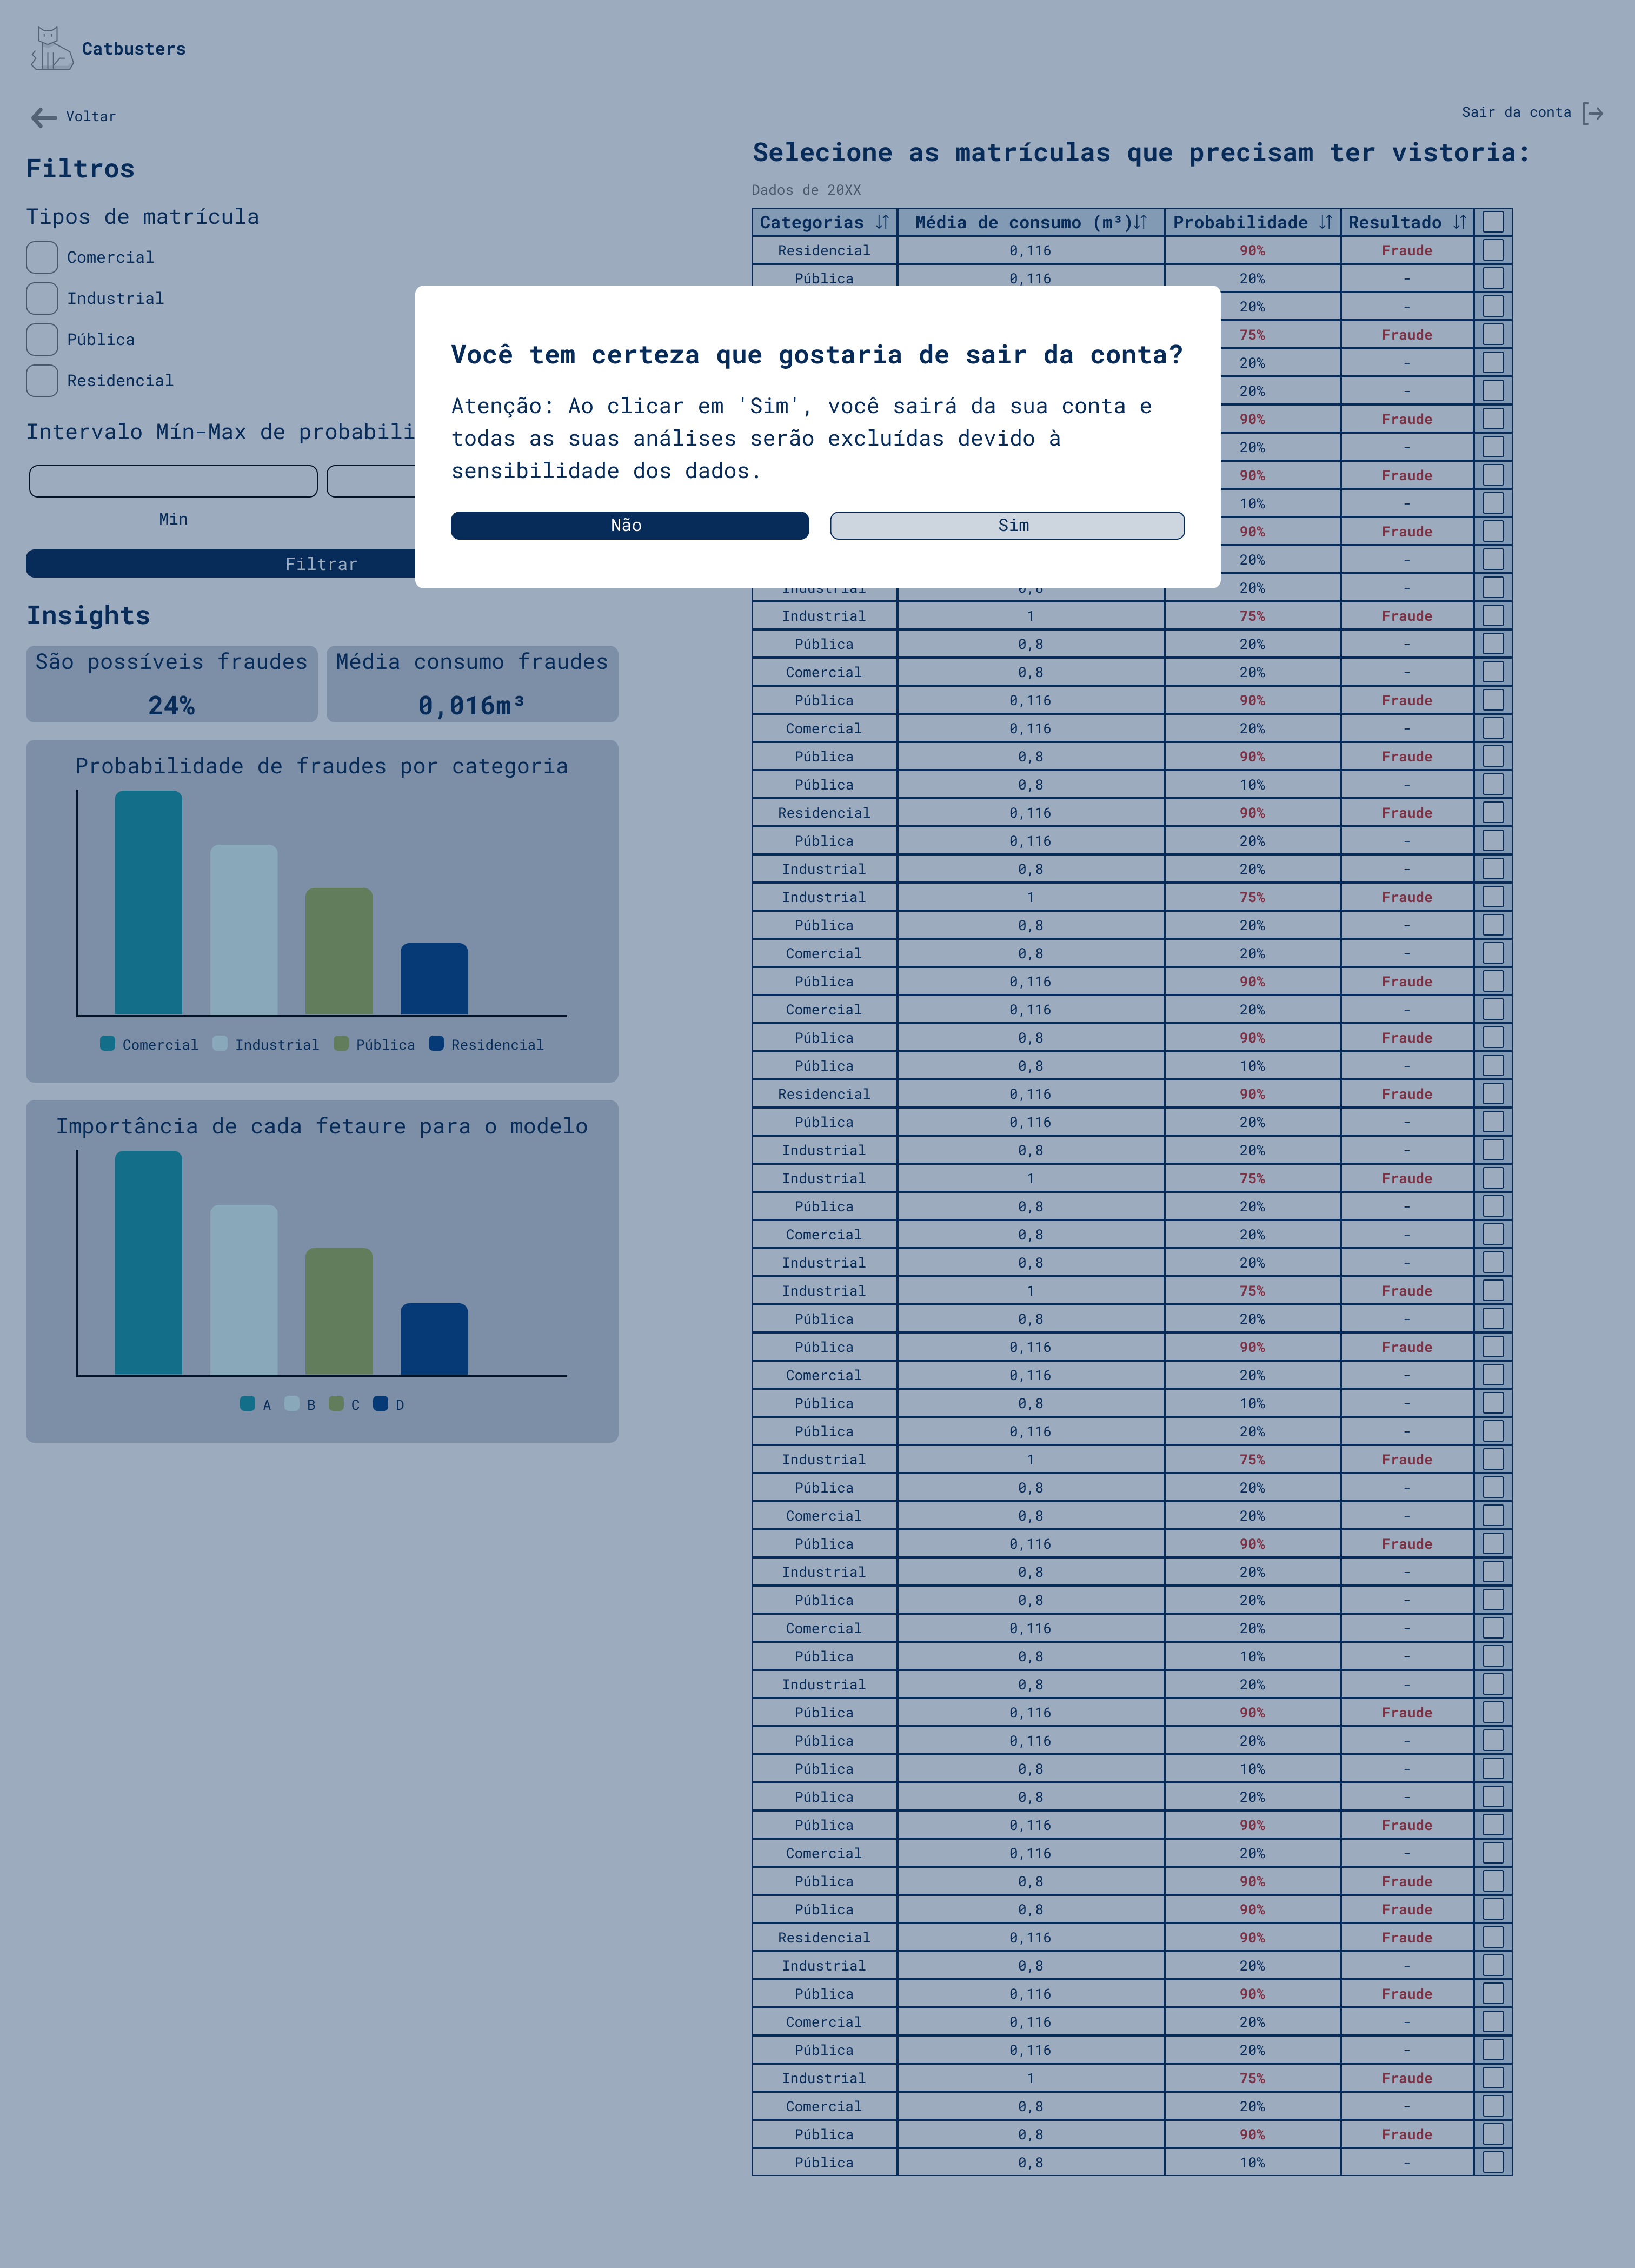 Catbusters
Voltar
Sair da conta
Filtros
Tipos de matrícula
Comercial
Industrial
Pública
Residencial
Intervalo Mín-Max de
Min
Filtrar
Insights
São possíveis fraudes
24%
Média consumo fraudes
0,016m³
Probabilidade de fraudes por categoria
Comercial Industrial Pública Residencial
Importância de cada fetaure para o modelo
A B C D
Você tem certeza que gostaria de sair da conta?
Atenção: Ao clicar em 'Sim', você sairá da sua conta e
todas as suas análises serão excluídas devido à
sensibilidade dos dados.
Não Sim
Selecione as matrículas que precisam ter vistoria:
Dados de 20XX
Categorias Média de consumo (m³) Probabilidade Resultado
Residencial 0,116 90% Fraude
Pública 0,116 20% -
20% -
75% Fraude
20% -
20% -
90% Fraude
20% -
90% Fraude
10% -
90% Fraude
20% -
Industrial 0,8 20% -
Industrial 1 75% Fraude
Pública 0,8 20% -
Comercial 0,8 20% -
Pública 0,116 90% Fraude
Comercial 0,116 20% -
Pública 0,8 90% Fraude
Pública 0,8 10% -
Residencial 0,116 90% Fraude
Pública 0,116 20% -
Industrial 0,8 20% -
Industrial 1 75% Fraude
Pública 0,8 20% -
Comercial 0,8 20% -
Pública 0,116 90% Fraude
Comercial 0,116 20% -
Pública 0,8 90% Fraude
Pública 0,8 10% -
Residencial 0,116 90% Fraude
Pública 0,116 20% -
Industrial 0,8 20% -
Industrial 1 75% Fraude
Pública 0,8 20% -
Comercial 0,8 20% -
Industrial 0,8 20% -
Industrial 1 75% Fraude
Pública 0,8 20% -
Pública 0,116 90% Fraude
Comercial 0,116 20% -
Pública 0,8 10% -
Pública 0,116 20% -
Industrial 1 75% Fraude
Pública 0,8 20% -
Comercial 0,8 20% -
Pública 0,116 90% Fraude
Industrial 0,8 20% -
Pública 0,8 20% -
Comercial 0,116 20% -
Pública 0,8 10% -
Industrial 0,8 20% -
Pública 0,116 90% Fraude
Pública 0,116 20% -
Pública 0,8 10% -
Pública 0,8 20% -
Pública 0,116 90% Fraude
Comercial 0,116 20% -
Pública 0,8 90% Fraude
Pública 0,8 90% Fraude
Residencial 0,116 90% Fraude
Industrial 0,8 20% -
Pública 0,116 90% Fraude
Comercial 0,116 20% -
Pública 0,116 20% -
Industrial 1 75% Fraude
Comercial 0,8 20% -
Pública 0,8 90% Fraude
Pública 0,8 10% -